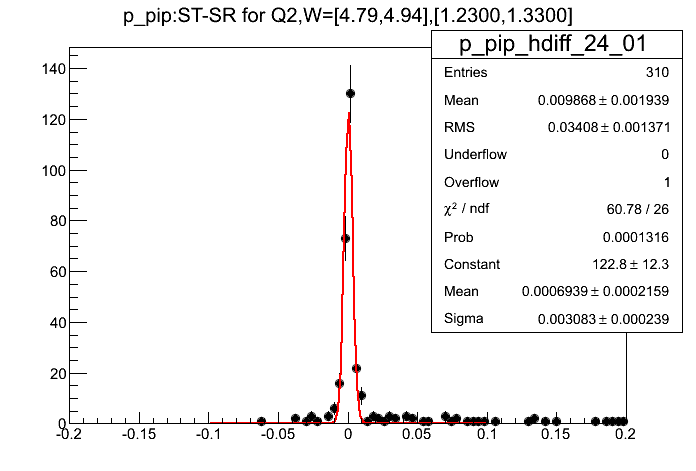 p_pip:ST-SR for Q2,W=[4.79,4.94],[1.2300,1.3300]
p_pip_hdiff_24_01
Entries 310
Mean 0.009868 ± 0.001939
RMS 0.03408 ± 0.001371
Underflow 0
Overflow 1
χ² / ndf 60.78 / 26
Prob 0.0001316
Constant 122.8 ± 12.3
Mean 0.0006939 ± 0.0002159
Sigma 0.003083 ± 0.000239
140
120
100
80
60
40
20
0
-0.2 -0.15 -0.1 -0.05 0 0.05 0.1 0.15 0.2